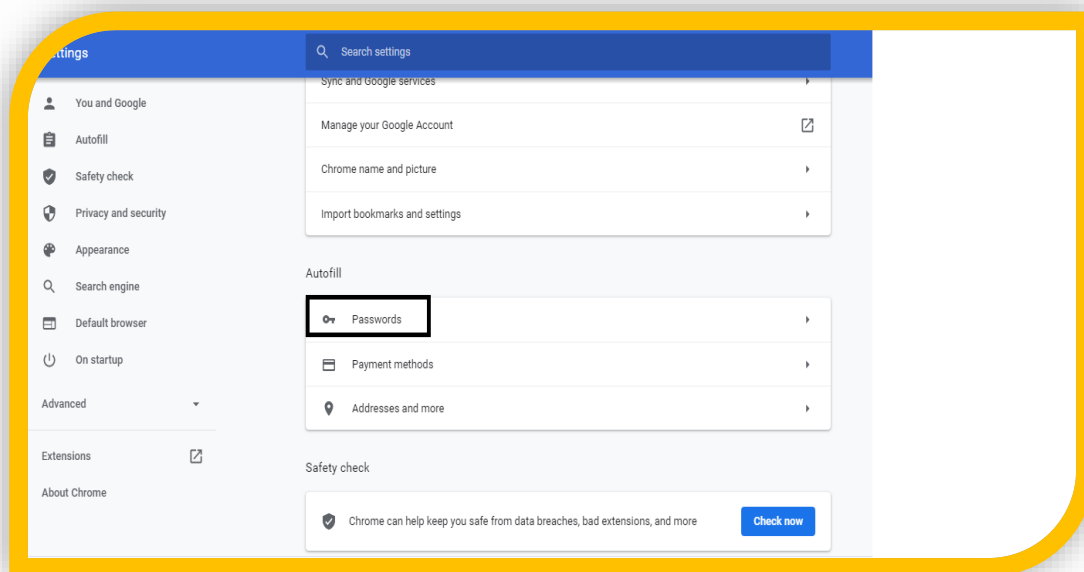 ttings
Search settings
You and Google
Autofill
Safety check
Privacy and security
Appearance
Search engine
Default browser
On startup
Advanced
Extensions
About Chrome
Sync and Google services
Manage your Google Account
Chrome name and picture
Import bookmarks and settings
Autofill
Passwords
Payment methods
Addresses and more
Safety check
Chrome can help keep you safe from data breaches, bad extensions, and more
Check now